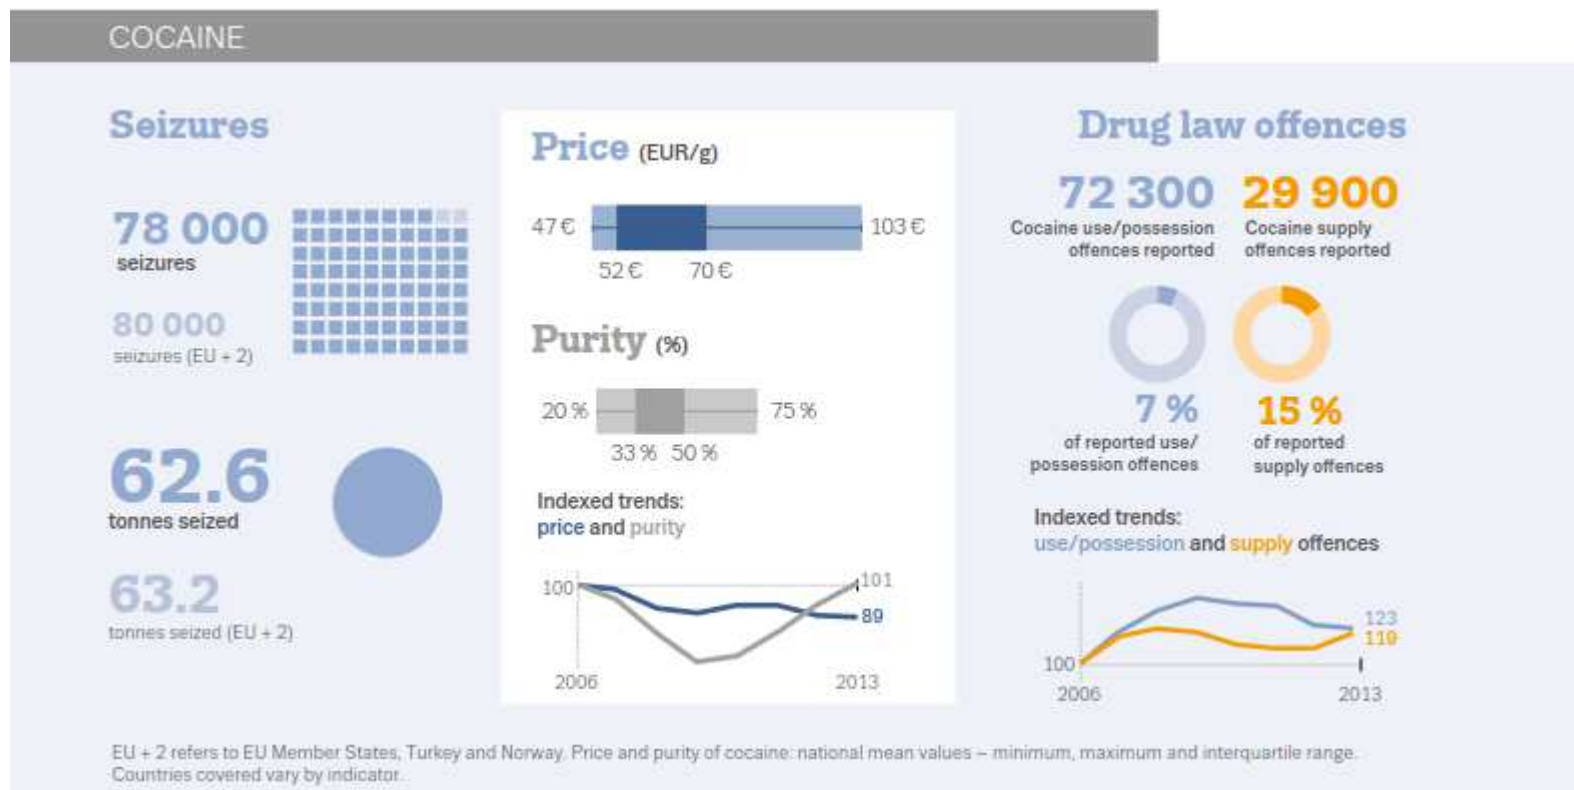 COCAINE
Seizures
78 000
seizures
80 000
seizures (EU + 2)
62.6
tonnes seized
63.2
tonnes seized (EU + 2)
Price (EUR/g)
47 €
103 €
52 €
70 €
Purity (%)
20 %
75 %
33 %
50 %
Indexed trends:
price and purity
100
101
89
2006
2013
Drug law offences
72 300
Cocaine use/possession
offences reported
29 900
Cocaine supply
offences reported
7 %
of reported use/
possession offences
15 %
of reported
supply offences
Indexed trends:
use/possession and supply offences
123
119
100
2006
2013
EU + 2 refers to EU Member States, Turkey and Norway. Price and purity of cocaine: national mean values – minimum, maximum and interquartile range.
Countries covered vary by indicator.